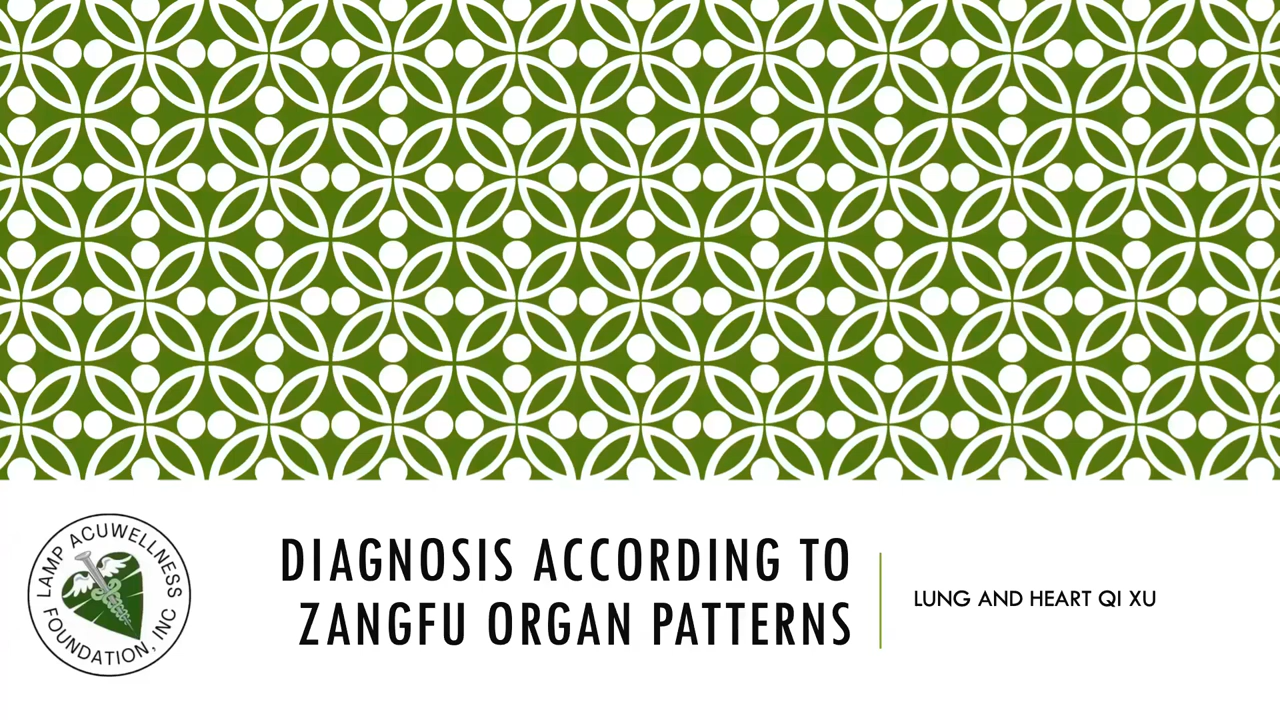 LAMP ACUWELLNESS
FOUNDATION, INC
DIAGNOSIS ACCORDING TO
ZANGFU ORGAN PATTERNS
LUNG AND HEART QI XU